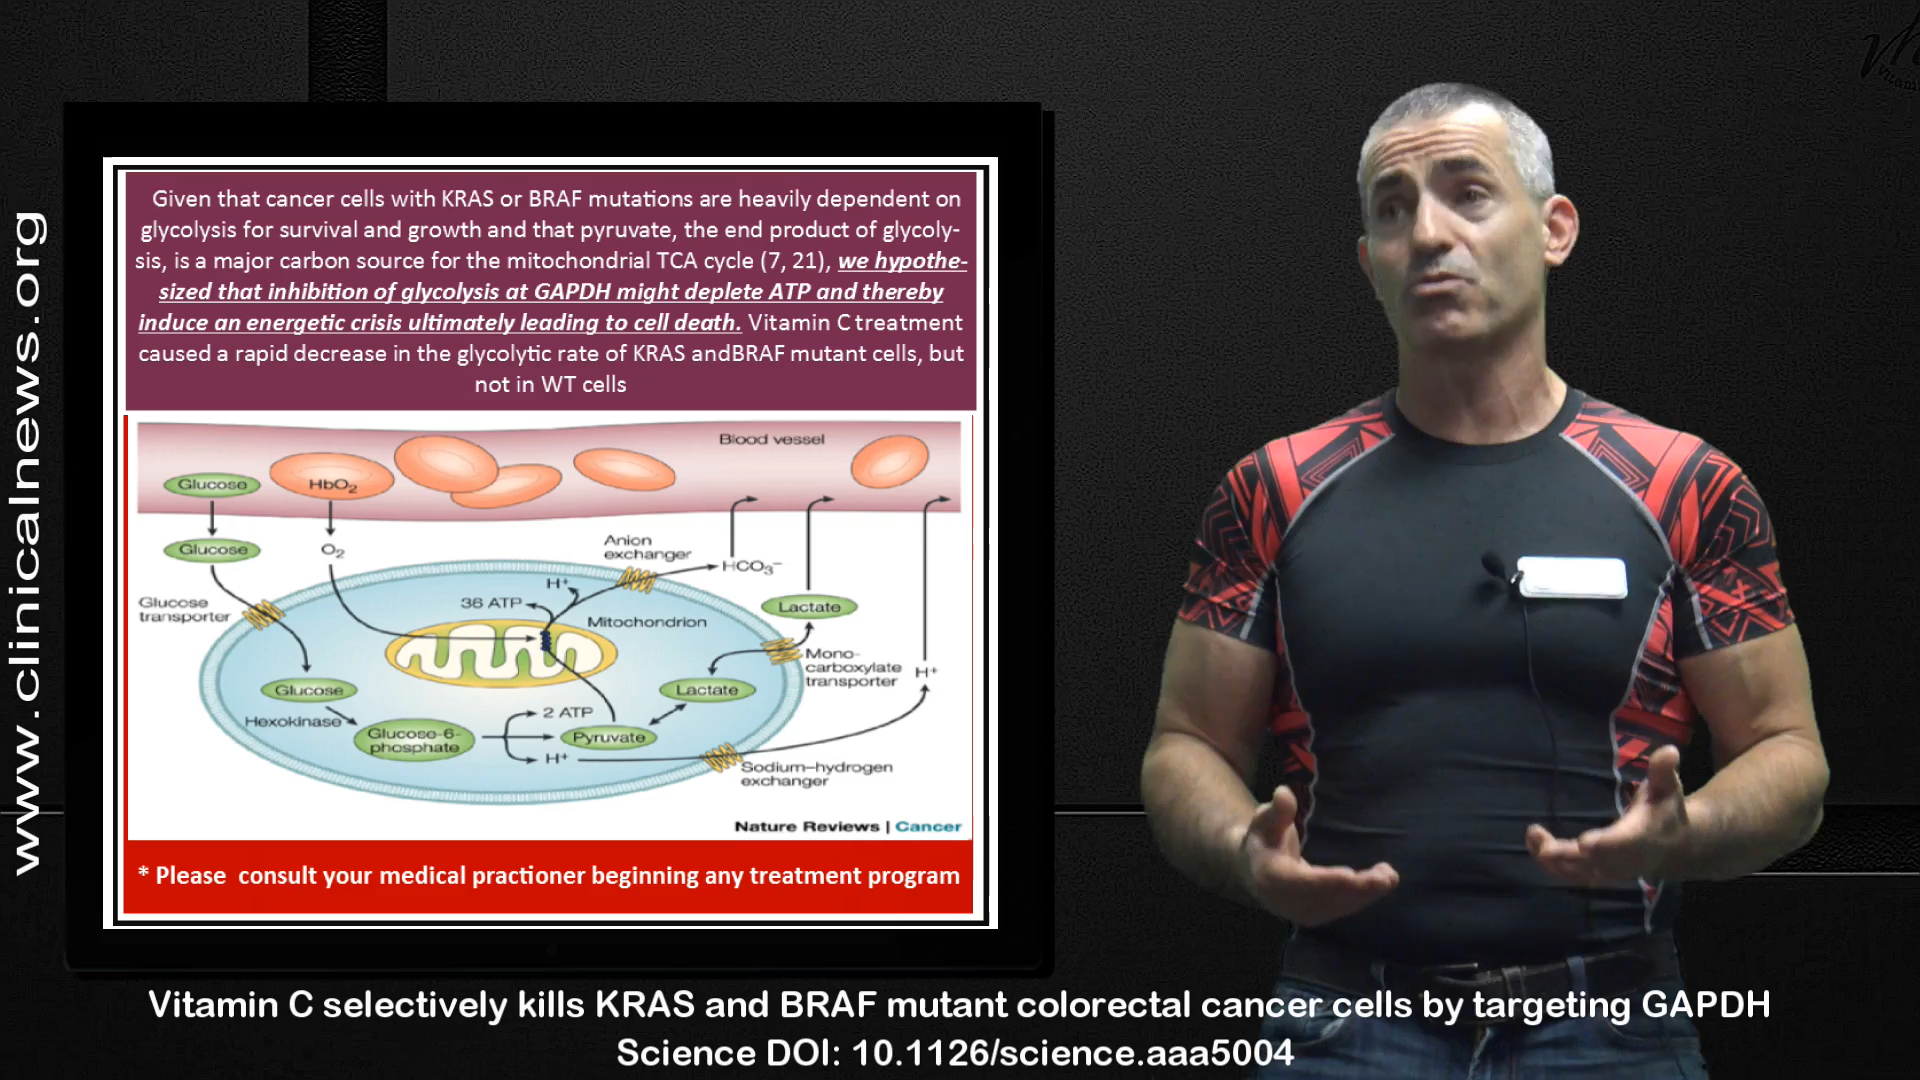 www.clinicalnews.org
Given that cancer cells with KRAS or BRAF mutations are heavily dependent on
glycolysis for survival and growth and that pyruvate, the end product of glycoly-
sis, is a major carbon source for the mitochondrial TCA cycle (7, 21), we hypothe-
sized that inhibition of glycolysis at GAPDH might deplete ATP and thereby
induce an energetic crisis ultimately leading to cell death. Vitamin C treatment
caused a rapid decrease in the glycolytic rate of KRAS andBRAF mutant cells, but
not in WT cells
Blood vessel
Glucose
HbO2
Glucose
O2
Anion
exchanger
HCO3-
H+
36 ATP
Glucose
transporter
Lactate
Mitochondrion
Mono-
carboxylate
transporter
H+
Glucose
Lactate
Hexokinase
2 ATP
Glucose-6-
phosphate
Pyruvate
H+
Sodium–hydrogen
exchanger
Nature Reviews | Cancer
* Please consult your medical practioner beginning any treatment program
Vitamin C selectively kills KRAS and BRAF mutant colorectal cancer cells by targeting GAPDH
Science DOI: 10.1126/science.aaa5004